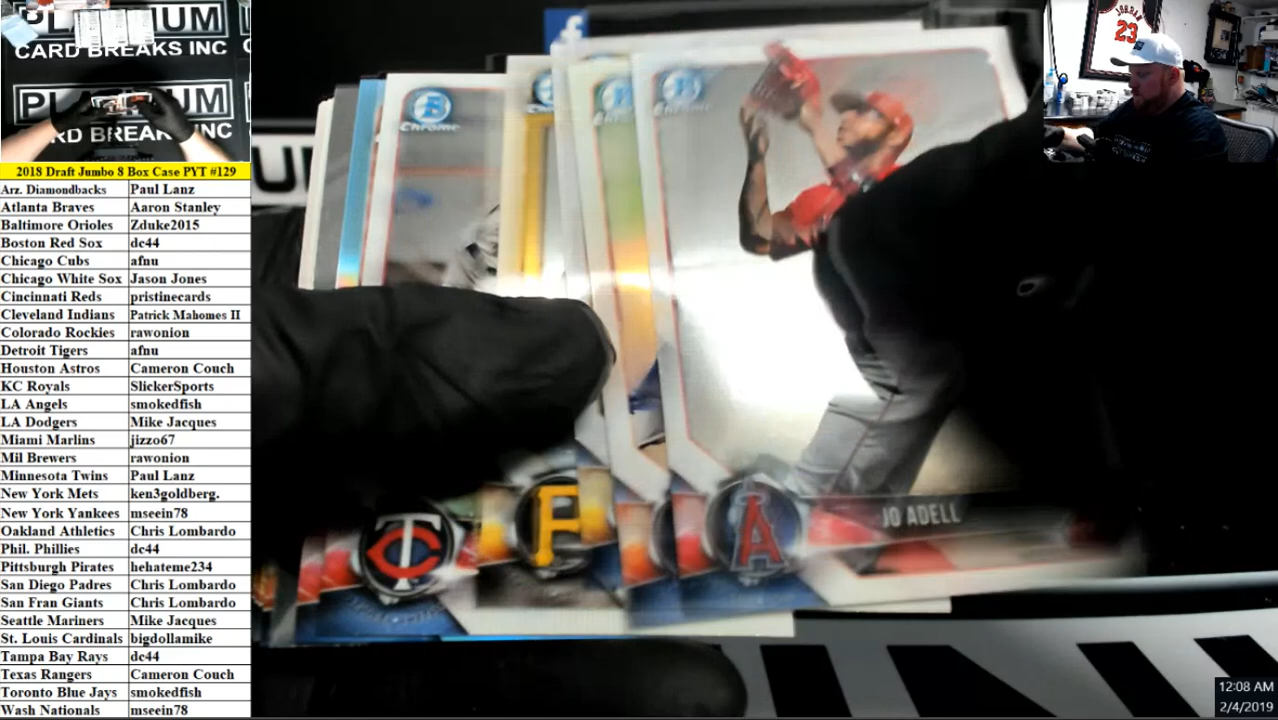 PLATINUM
CARD BREAKS INC
PLATINUM
CARD BREAKS INC
2018 Draft Jumbo 8 Box Case PYT #129
Arz. Diamondbacks Paul Lanz
Atlanta Braves Aaron Stanley
Baltimore Orioles Zduke2015
Boston Red Sox dc44
Chicago Cubs afnu
Chicago White Sox Jason Jones
Cincinnati Reds pristinecards
Cleveland Indians Patrick Mahomes II
Colorado Rockies rawonion
Detroit Tigers afnu
Houston Astros Cameron Couch
KC Royals SlickerSports
LA Angels smokedfish
LA Dodgers Mike Jacques
Miami Marlins jizzo67
Mil Brewers rawonion
Minnesota Twins Paul Lanz
New York Mets ken3goldberg.
New York Yankees mseein78
Oakland Athletics Chris Lombardo
Phil. Phillies dc44
Pittsburgh Pirates hehateme234
San Diego Padres Chris Lombardo
San Fran Giants Chris Lombardo
Seattle Mariners Mike Jacques
St. Louis Cardinals bigdollamike
Tampa Bay Rays dc44
Texas Rangers Cameron Couch
Toronto Blue Jays smokedfish
Wash Nationals mseein78
f
B
Chrome
Chrome
Chrome
TC
P
A
JO ADELL
JORDAN
23
12:08 AM
2/4/2019